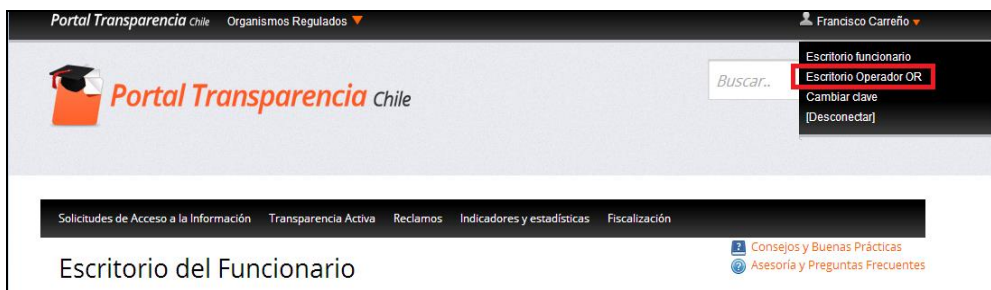 Portal Transparencia Chile Organismos Regulados
Francisco Carreño
Escritorio funcionario
Escritorio Operador OR
Cambiar clave
[Desconectar]
Buscar..
Portal Transparencia Chile
Solicitudes de Acceso a la Información Transparencia Activa Reclamos Indicadores y estadísticas Fiscalización
Consejos y Buenas Prácticas
Escritorio del Funcionario
Asesoría y Preguntas Frecuentes